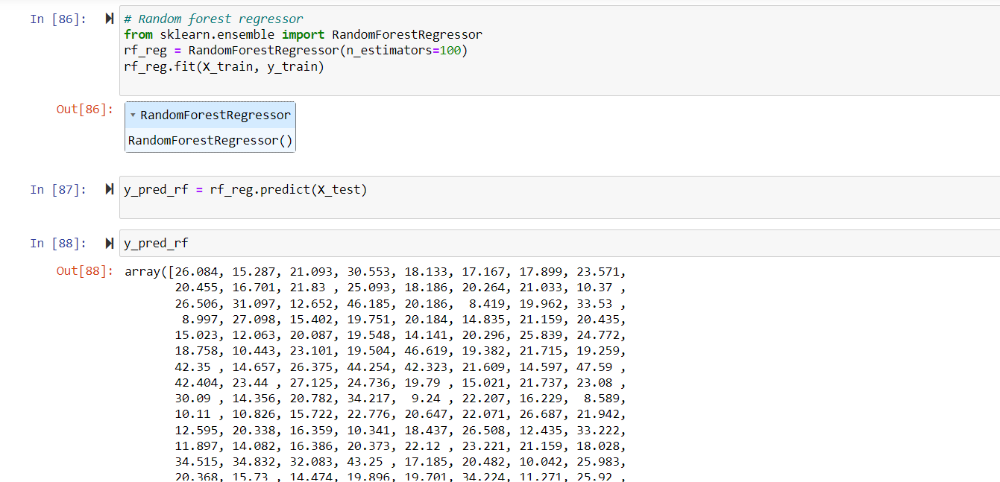 In [86]: # Random forest regressor
from sklearn.ensemble import RandomForestRegressor
rf_reg = RandomForestRegressor(n_estimators=100)
rf_reg.fit(X_train, y_train)
Out[86]: RandomForestRegressor
RandomForestRegressor()
In [87]: y_pred_rf = rf_reg.predict(X_test)
In [88]: y_pred_rf
Out[88]: array([26.084, 15.287, 21.093, 30.553, 18.133, 17.167, 17.899, 23.571,
20.455, 16.701, 21.83 , 25.093, 18.186, 20.264, 21.033, 10.37 ,
26.506, 31.097, 12.652, 46.185, 20.186,  8.419, 19.962, 33.53 ,
8.997, 27.098, 15.402, 19.751, 20.184, 14.835, 21.159, 20.435,
15.023, 12.063, 20.087, 19.548, 14.141, 20.296, 25.839, 24.772,
18.758, 10.443, 23.101, 19.504, 46.619, 19.382, 21.715, 19.259,
42.35 , 14.657, 26.375, 44.254, 42.323, 21.609, 14.597, 47.59 ,
42.404, 23.44 , 27.125, 24.736, 19.79 , 15.021, 21.737, 23.08 ,
30.09 , 14.356, 20.782, 34.217,  9.24 , 22.207, 16.229,  8.589,
10.11 , 10.826, 15.722, 22.776, 20.647, 22.071, 26.687, 21.942,
12.595, 20.338, 16.359, 10.341, 18.437, 26.508, 12.435, 33.222,
11.897, 14.082, 16.386, 20.373, 22.12 , 23.221, 21.159, 18.028,
34.515, 34.832, 32.083, 43.25 , 17.185, 20.482, 10.042, 25.983,
20.368, 15.73 , 14.474, 19.896, 19.701, 34.224, 11.271, 25.92 ,